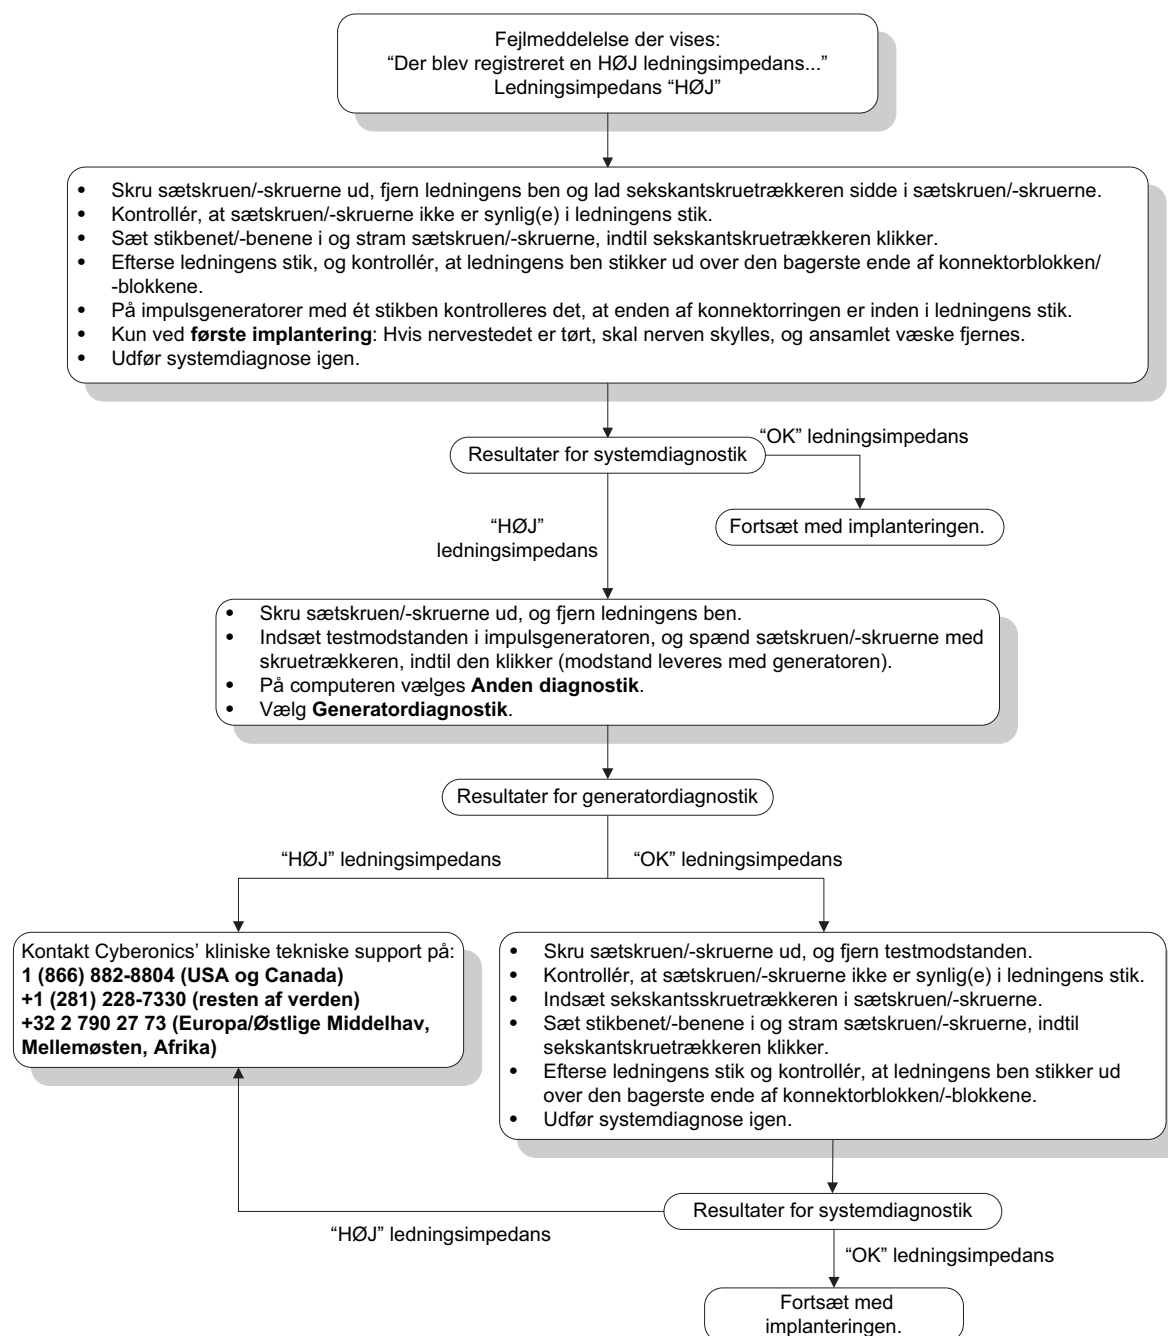 Fejlmeddelelse der vises:
“Der blev registreret en HØJ ledningsimpedans...”
Ledningsimpedans “HØJ”
• Skru sætskruen/-skruerne ud, fjern ledningens ben og lad sekskantskruetrækkeren sidde i sætskruen/-skruerne.
• Kontrollér, at sætskruen/-skruerne ikke er synlig(e) i ledningens stik.
• Sæt stikbenet/-benene i og stram sætskruen/-skruerne, indtil sekskantskruetrækkeren klikker.
• Efterse ledningens stik, og kontrollér, at ledningens ben stikker ud over den bagerste ende af konnektorblokken/
-blokkene.
• På impulsgeneratorer med ét stikben kontrolleres det, at enden af konnektorringen er inden i ledningens stik.
• Kun ved første implantering: Hvis nervestedet er tørt, skal nerven skylles, og ansamlet væske fjernes.
• Udfør systemdiagnose igen.
Resultater for systemdiagnostik
“OK” ledningsimpedans
Fortsæt med implanteringen.
“HØJ”
ledningsimpedans
• Skru sætskruen/-skruerne ud, og fjern ledningens ben.
• Indsæt testmodstanden i impulsgeneratoren, og spænd sætskruen/-skruerne med
skruetrækkeren, indtil den klikker (modstand leveres med generatoren).
• På computeren vælges Anden diagnostik.
• Vælg Generatordiagnostik.
Resultater for generatordiagnostik
“HØJ” ledningsimpedans
“OK” ledningsimpedans
Kontakt Cyberonics’ kliniske tekniske support på:
1 (866) 882-8804 (USA og Canada)
+1 (281) 228-7330 (resten af verden)
+32 2 790 27 73 (Europa/Østlige Middelhav,
Mellemøsten, Afrika)
• Skru sætskruen/-skruerne ud, og fjern testmodstanden.
• Kontrollér, at sætskruen/-skruerne ikke er synlig(e) i ledningens stik.
• Indsæt sekskantsskruetrækkeren i sætskruen/-skruerne.
• Sæt stikbenet/-benene i og stram sætskruen/-skruerne, indtil
sekskantskruetrækkeren klikker.
• Efterse ledningens stik og kontrollér, at ledningens ben stikker ud
over den bagerste ende af konnektorblokken/-blokkene.
• Udfør systemdiagnose igen.
Resultater for systemdiagnostik
“HØJ” ledningsimpedans
“OK” ledningsimpedans
Fortsæt med
implanteringen.